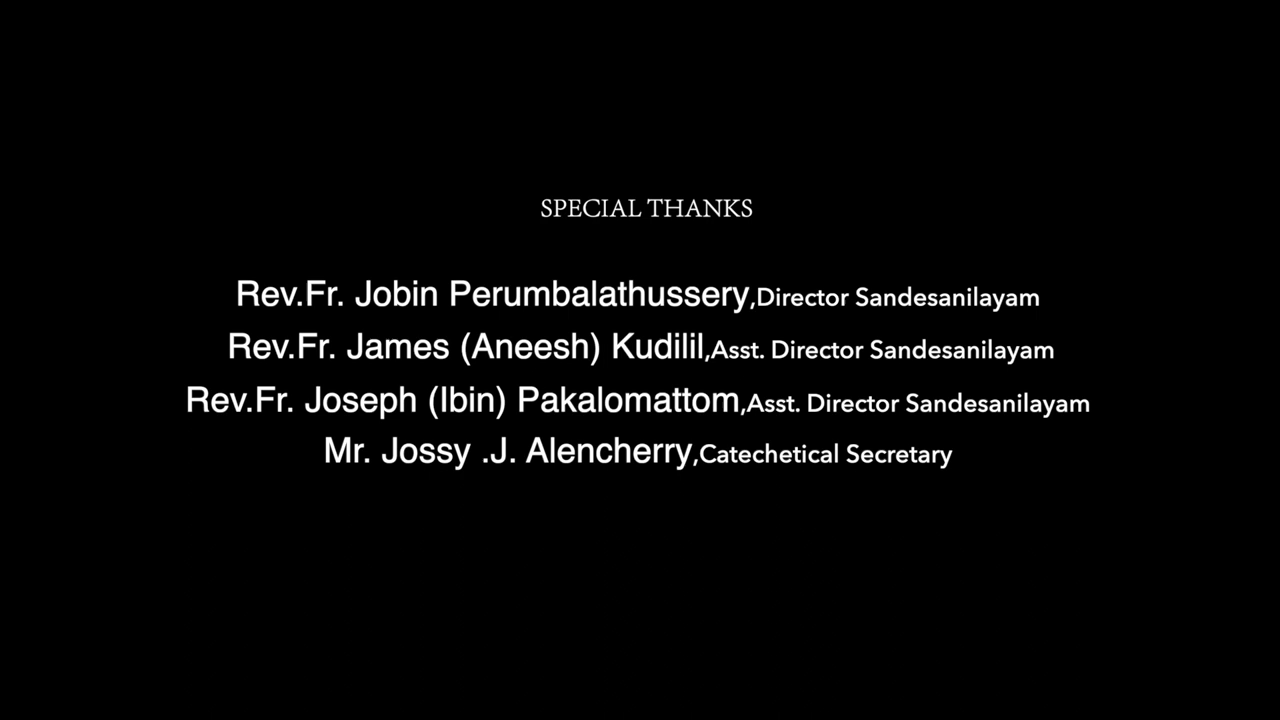 SPECIAL THANKS
Rev.Fr. Jobin Perumbalathussery,Director Sandesanilayam
Rev.Fr. James (Aneesh) Kudilil,Asst. Director Sandesanilayam
Rev.Fr. Joseph (Ibin) Pakalomattom,Asst. Director Sandesanilayam
Mr. Jossy .J. Alencherry,Catechetical Secretary